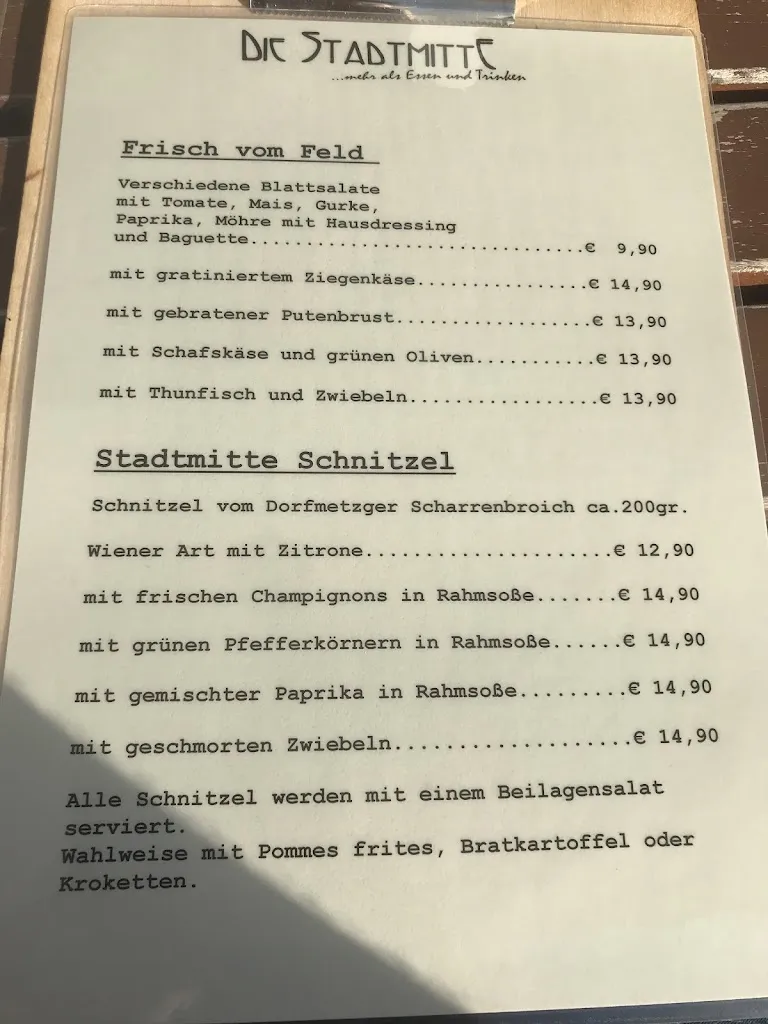 DIE STADTMITTE
...mehr als Essen und Trinken
Frisch vom Feld
Verschiedene Blattsalate
mit Tomate, Mais, Gurke,
Paprika, Möhre mit Hausdressing
und Baguette...............................€ 9,90
mit gratiniertem Ziegenkäse................€ 14,90
mit gebratener Putenbrust..................€ 13,90
mit Schafskäse und grünen Oliven...........€ 13,90
mit Thunfisch und Zwiebeln.................€ 13,90
Stadtmitte Schnitzel
Schnitzel vom Dorfmetzger Scharrenbroich ca.200gr.
Wiener Art mit Zitrone.....................€ 12,90
mit frischen Champignons in Rahmsoße.......€ 14,90
mit grünen Pfefferkörnern in Rahmsoße......€ 14,90
mit gemischter Paprika in Rahmsoße.........€ 14,90
mit geschmorten Zwiebeln...................€ 14,90
Alle Schnitzel werden mit einem Beilagensalat
serviert.
Wahlweise mit Pommes frites, Bratkartoffel oder
Kroketten.